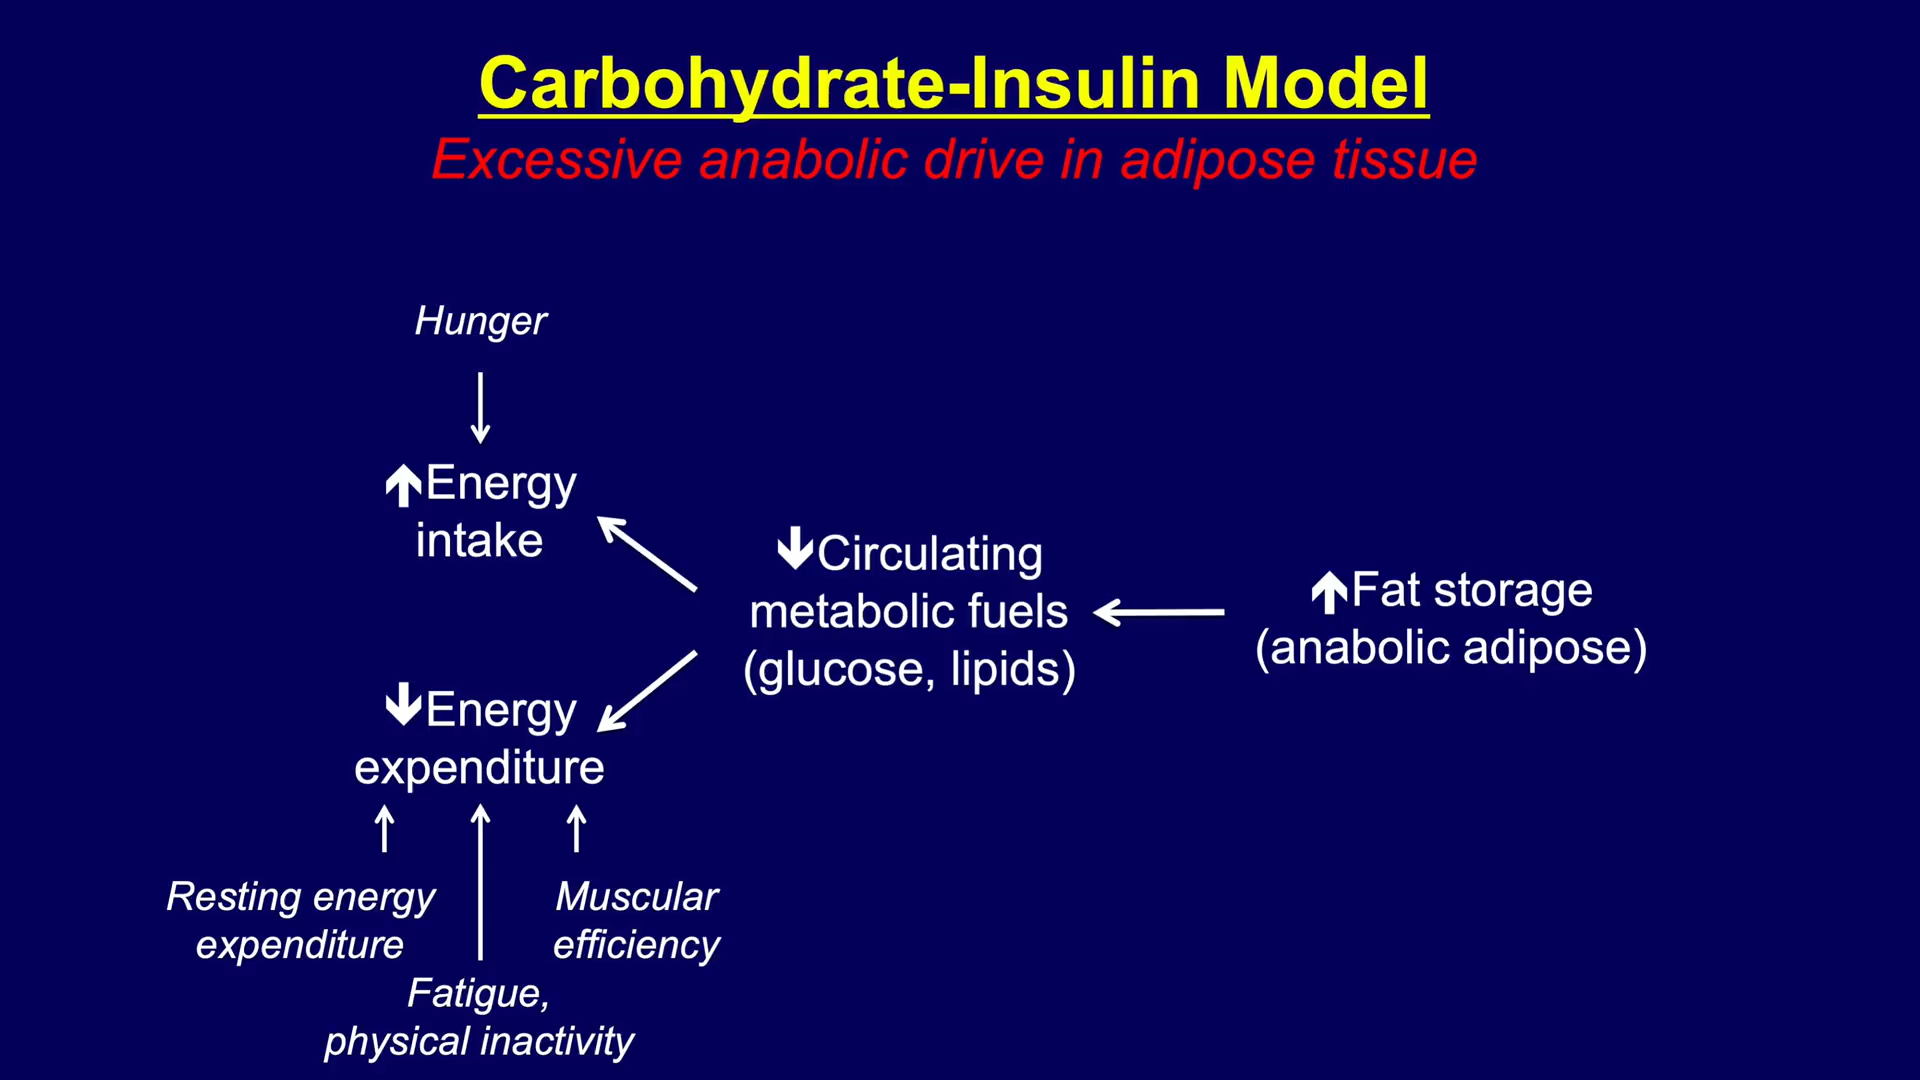 Carbohydrate-Insulin Model
Excessive anabolic drive in adipose tissue
Hunger
↑Energy
intake
↓Circulating
metabolic fuels
(glucose, lipids)
↑Fat storage
(anabolic adipose)
↓Energy
expenditure
Resting energy
expenditure
Muscular
efficiency
Fatigue,
physical inactivity